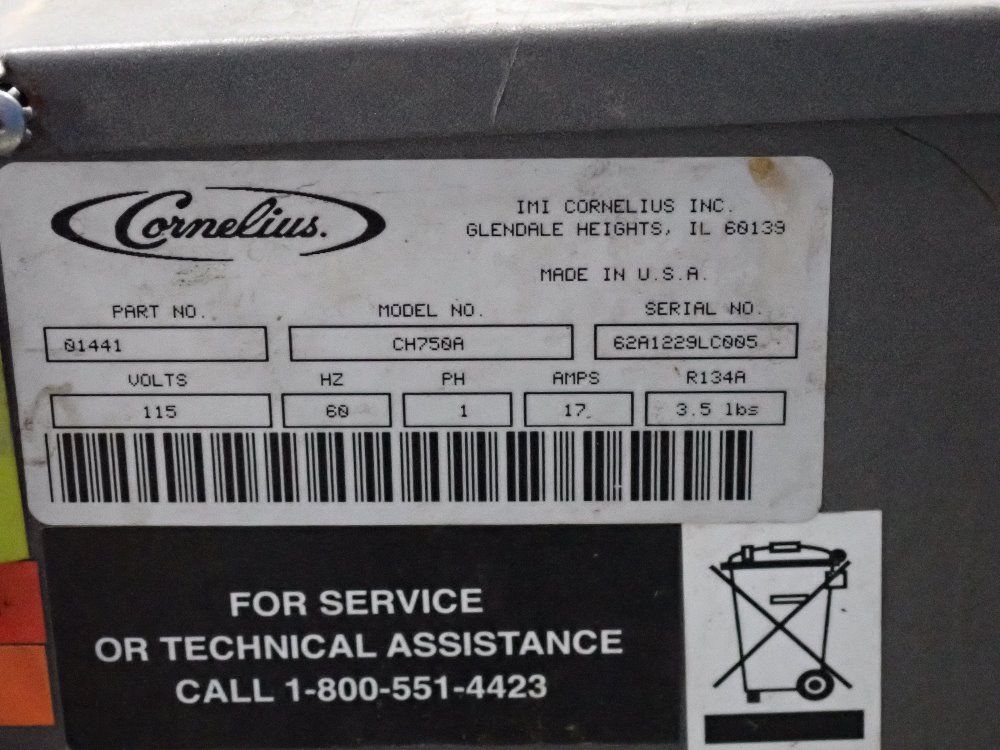 Cornelius.
IMI CORNELIUS INC.
GLENDALE HEIGHTS, IL 60139
MADE IN U.S.A.
PART NO. MODEL NO. SERIAL NO.
01441 CH750A 62A1229LC005
VOLTS HZ PH AMPS R134A
115 60 1 17 3.5 lbs
FOR SERVICE
OR TECHNICAL ASSISTANCE
CALL 1-800-551-4423